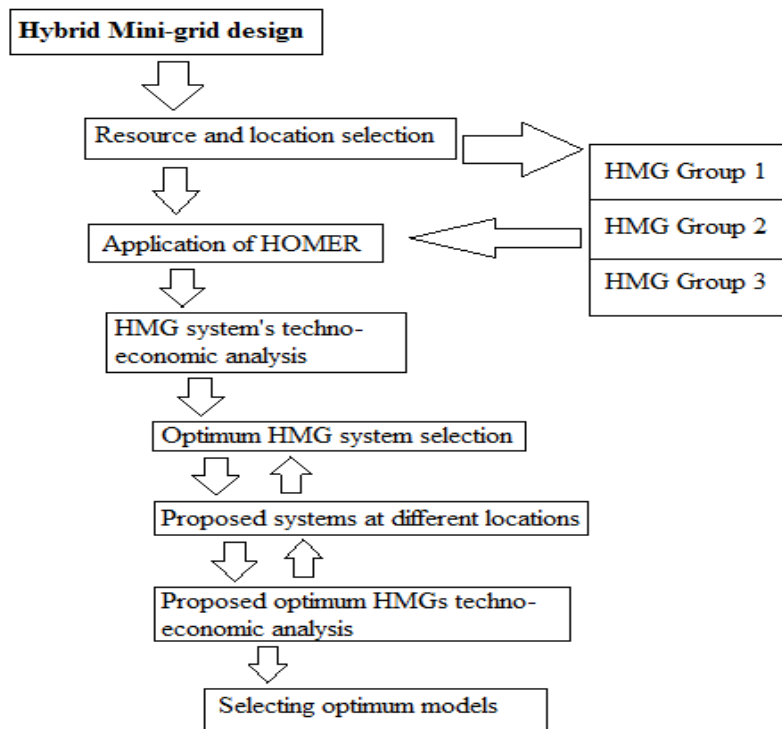 Hybrid Mini-grid design
Resource and location selection
HMG Group 1
HMG Group 2
HMG Group 3
Application of HOMER
HMG system's techno-
economic analysis
Optimum HMG system selection
Proposed systems at different locations
Proposed optimum HMGs techno-
economic analysis
Selecting optimum models